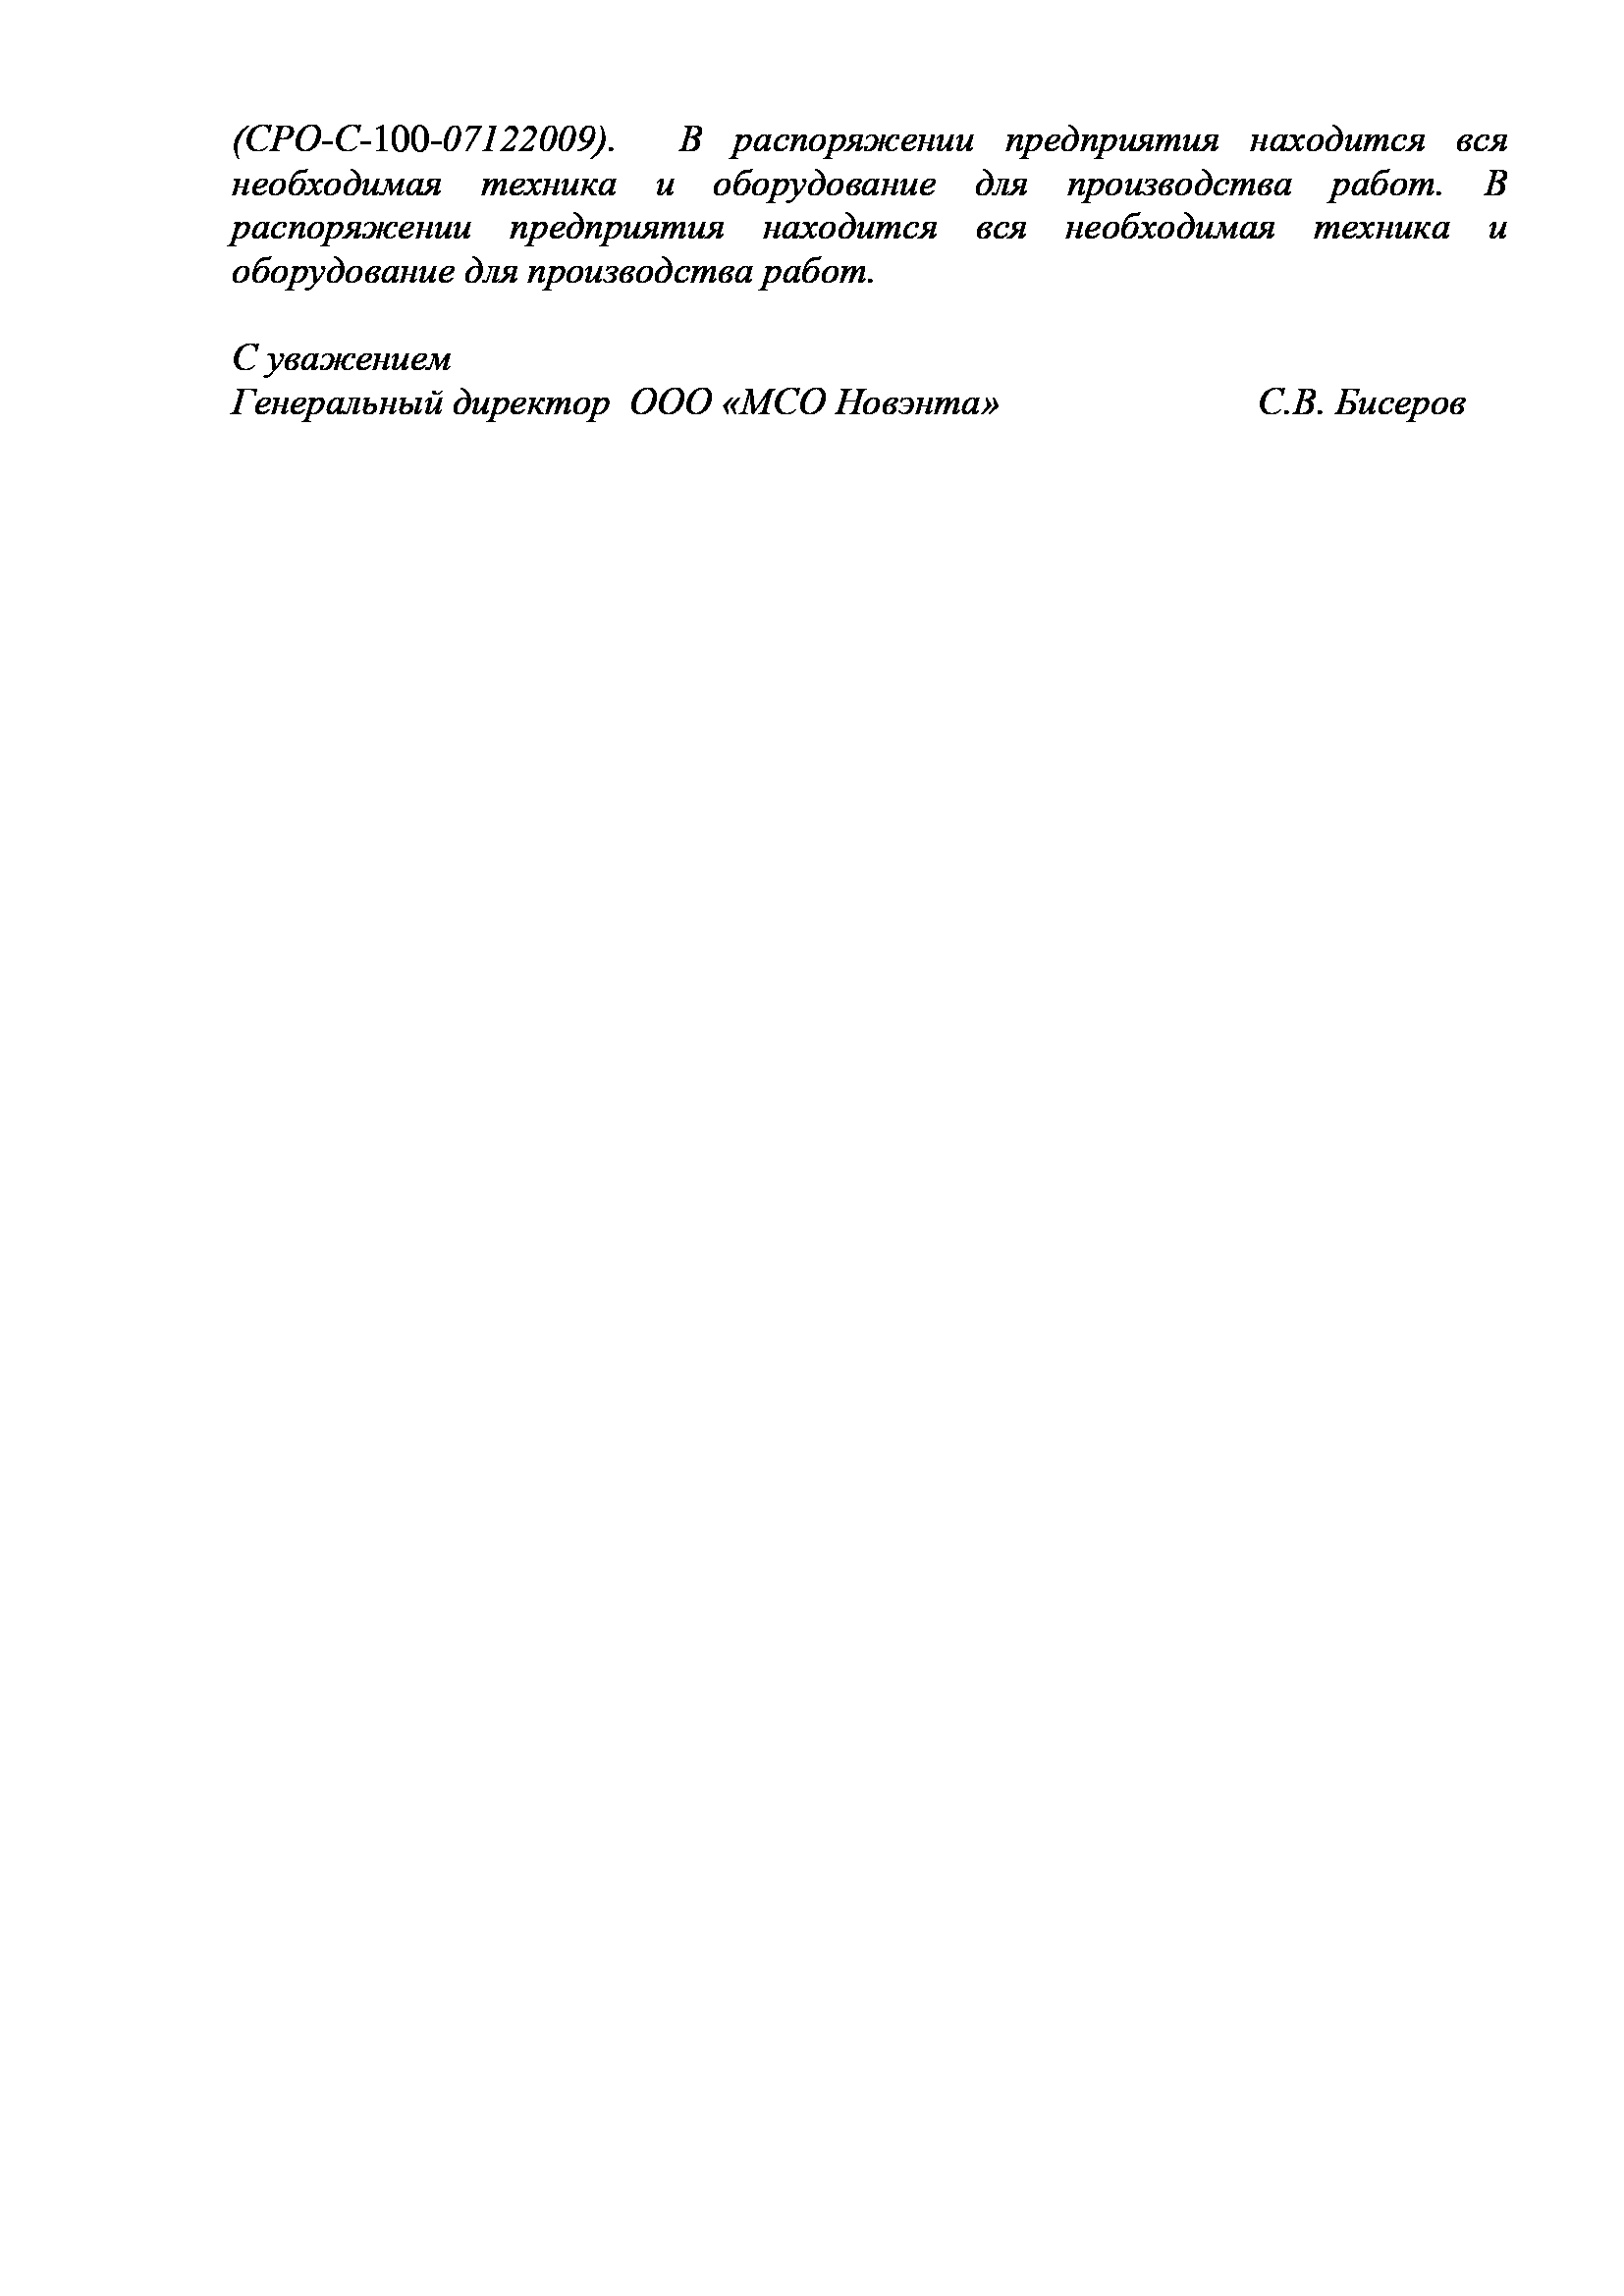 (СРО-С-100-07122009). В распоряжении предприятия находится вся
необходимая техника и оборудование для производства работ. В
распоряжении предприятия находится вся необходимая техника и
оборудование для производства работ.
С уважением
Генеральный директор ООО «МСО Новэнта» С.В. Бисеров